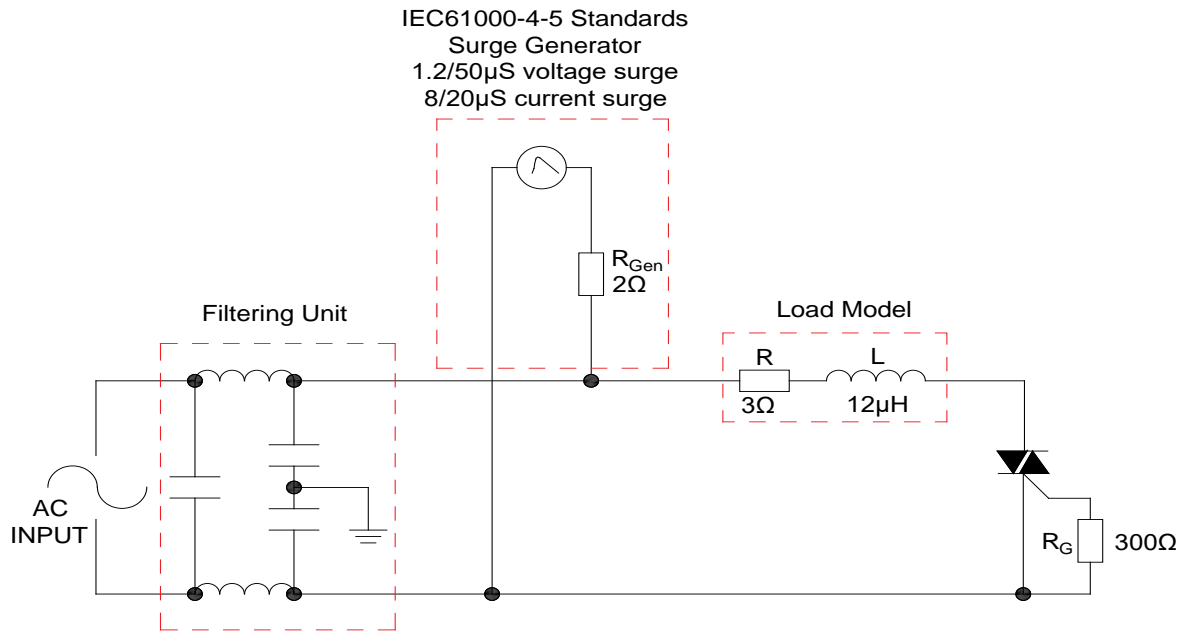 IEC61000-4-5 Standards
Surge Generator
1.2/50µS voltage surge
8/20µS current surge
RGen
2Ω
Filtering Unit
Load Model
R
L
3Ω
12µH
AC
INPUT
RG
300Ω